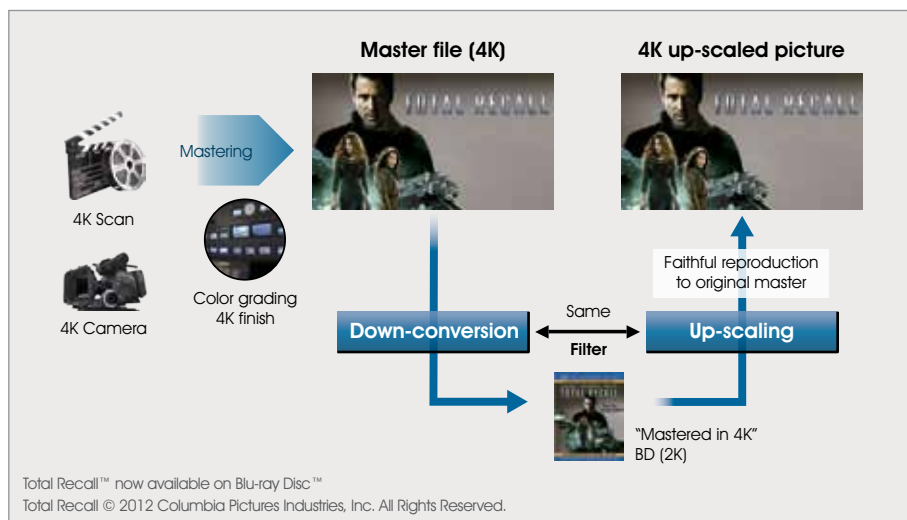 Master file (4K)
4K up-scaled picture
TOTAL RECALL
TOTAL RECALL
Mastering
4K Scan
4K Camera
Color grading
4K finish
Faithful reproduction
to original master
Down-conversion
Same
Filter
Up-scaling
TOTAL RECALL
"Mastered in 4K"
BD (2K)
Total Recall™ now available on Blu-ray Disc™
Total Recall © 2012 Columbia Pictures Industries, Inc. All Rights Reserved.